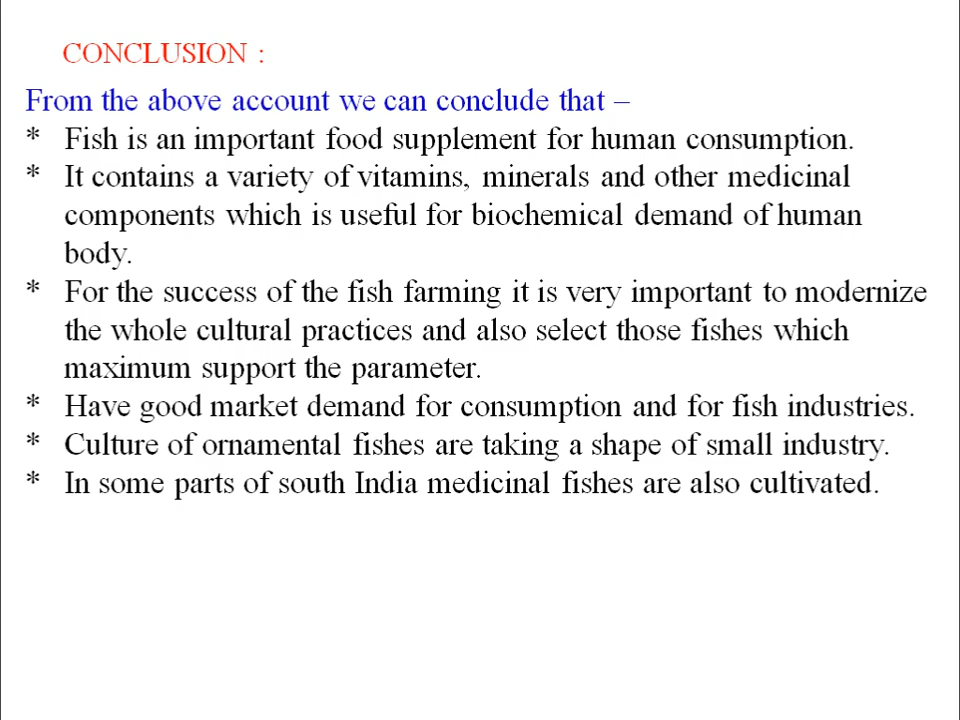 CONCLUSION :
From the above account we can conclude that –
* Fish is an important food supplement for human consumption.
* It contains a variety of vitamins, minerals and other medicinal
components which is useful for biochemical demand of human
body.
* For the success of the fish farming it is very important to modernize
the whole cultural practices and also select those fishes which
maximum support the parameter.
* Have good market demand for consumption and for fish industries.
* Culture of ornamental fishes are taking a shape of small industry.
* In some parts of south India medicinal fishes are also cultivated.